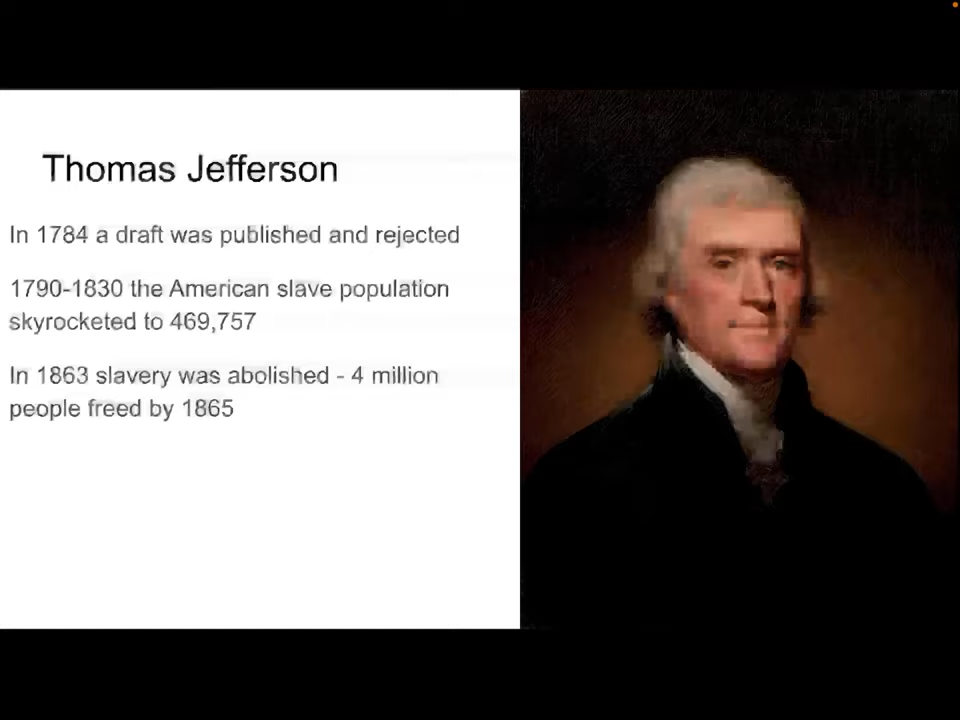 Thomas Jefferson
In 1784 a draft was published and rejected
1790-1830 the American slave population
skyrocketed to 469,757
In 1863 slavery was abolished - 4 million
people freed by 1865